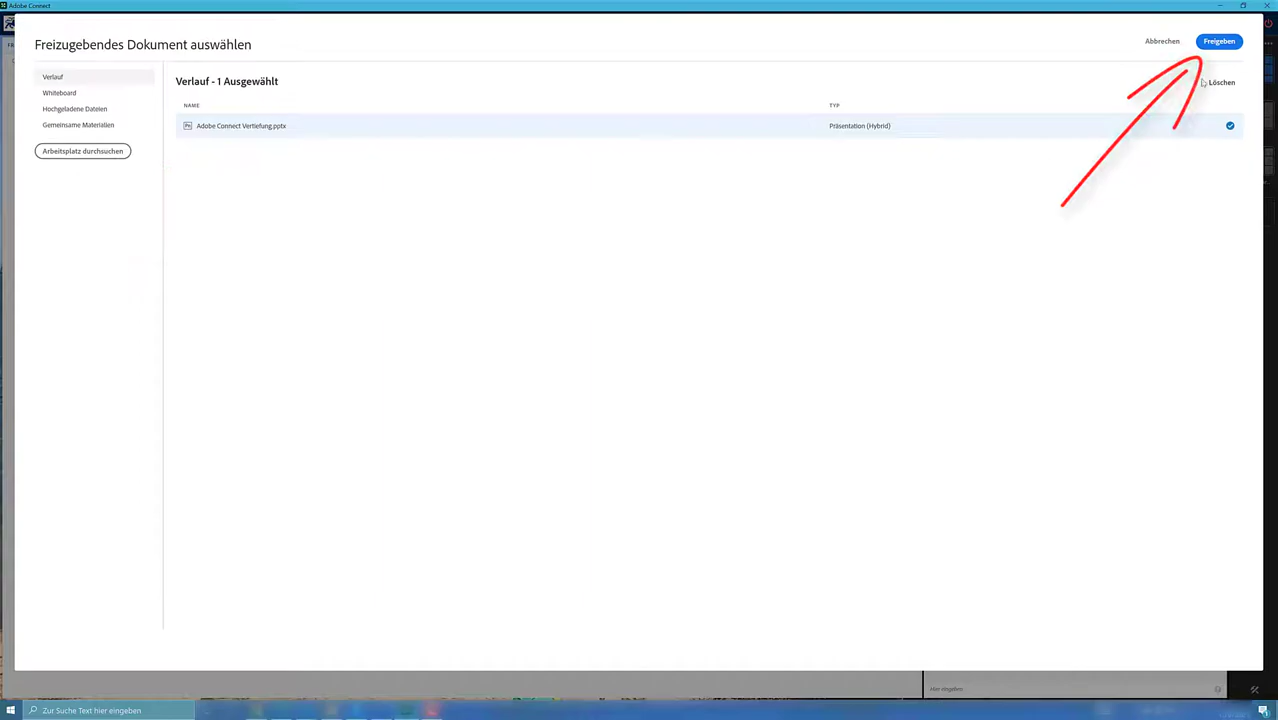 Adobe Connect
Freizugebendes Dokument auswählen
Abbrechen
Freigeben
Verlauf
Whiteboard
Hochgeladene Dateien
Gemeinsame Materialien
Arbeitsplatz durchsuchen
Verlauf - 1 Ausgewählt
Löschen
NAME TYP
Adobe Connect Vertiefung.pptx Präsentation (Hybrid)
Hier eingeben
Zur Suche Text hier eingeben